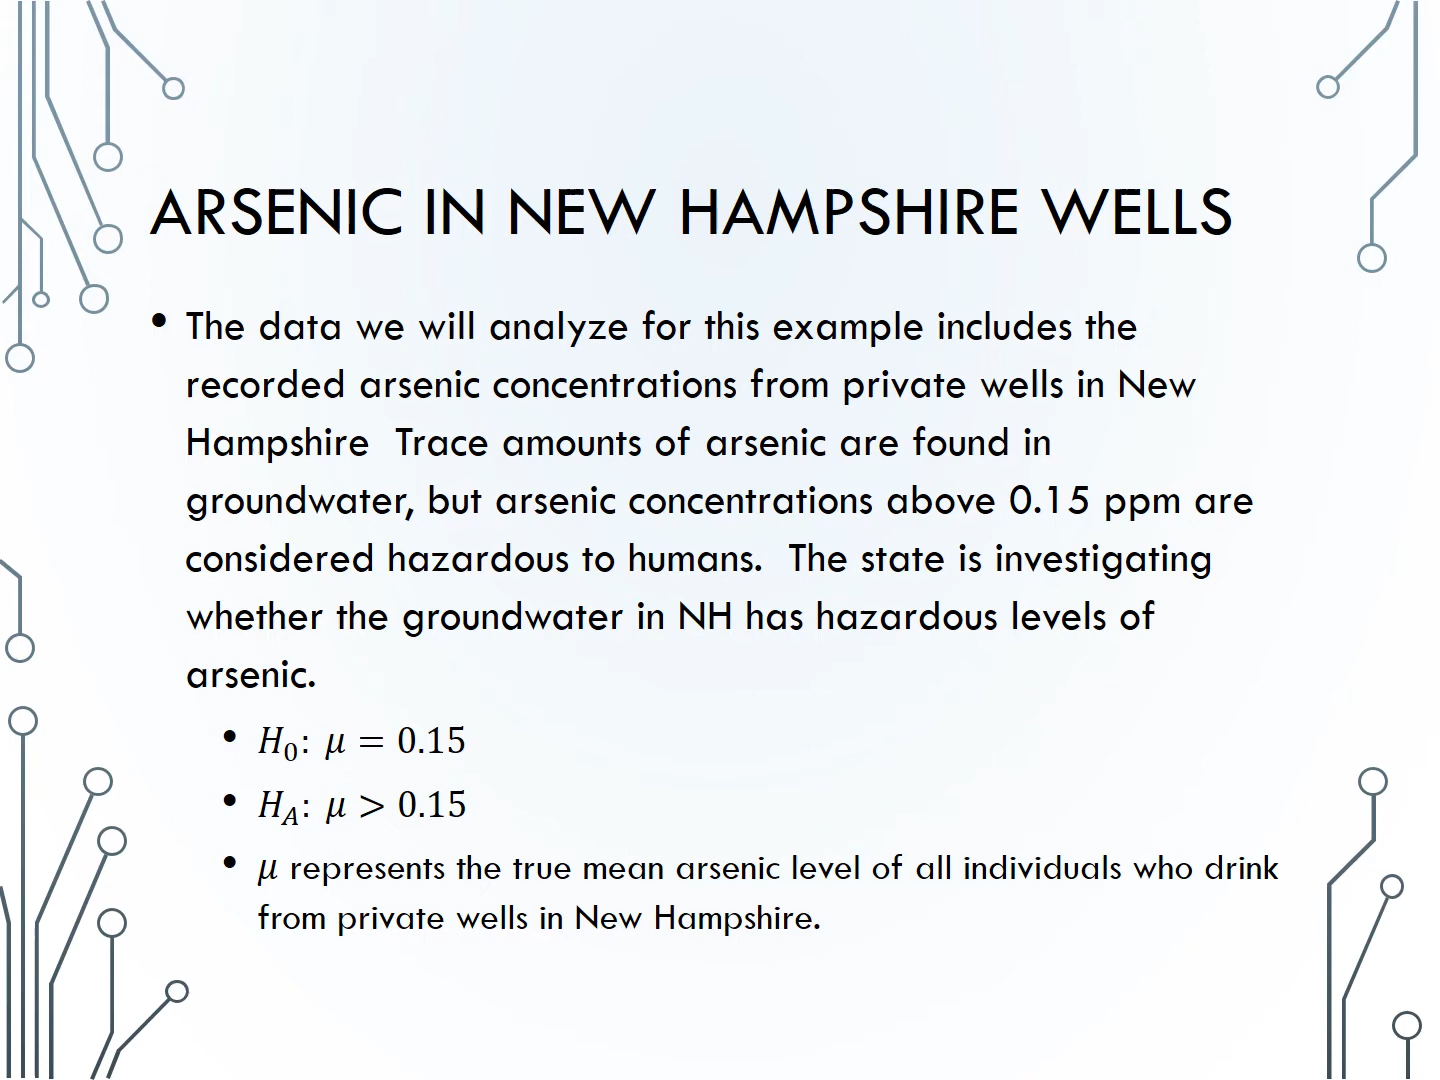 ARSENIC IN NEW HAMPSHIRE WELLS
• The data we will analyze for this example includes the
recorded arsenic concentrations from private wells in New
Hampshire  Trace amounts of arsenic are found in
groundwater, but arsenic concentrations above 0.15 ppm are
considered hazardous to humans.  The state is investigating
whether the groundwater in NH has hazardous levels of
arsenic.
• H₀: μ = 0.15
• H_A: μ > 0.15
• μ represents the true mean arsenic level of all individuals who drink
from private wells in New Hampshire.